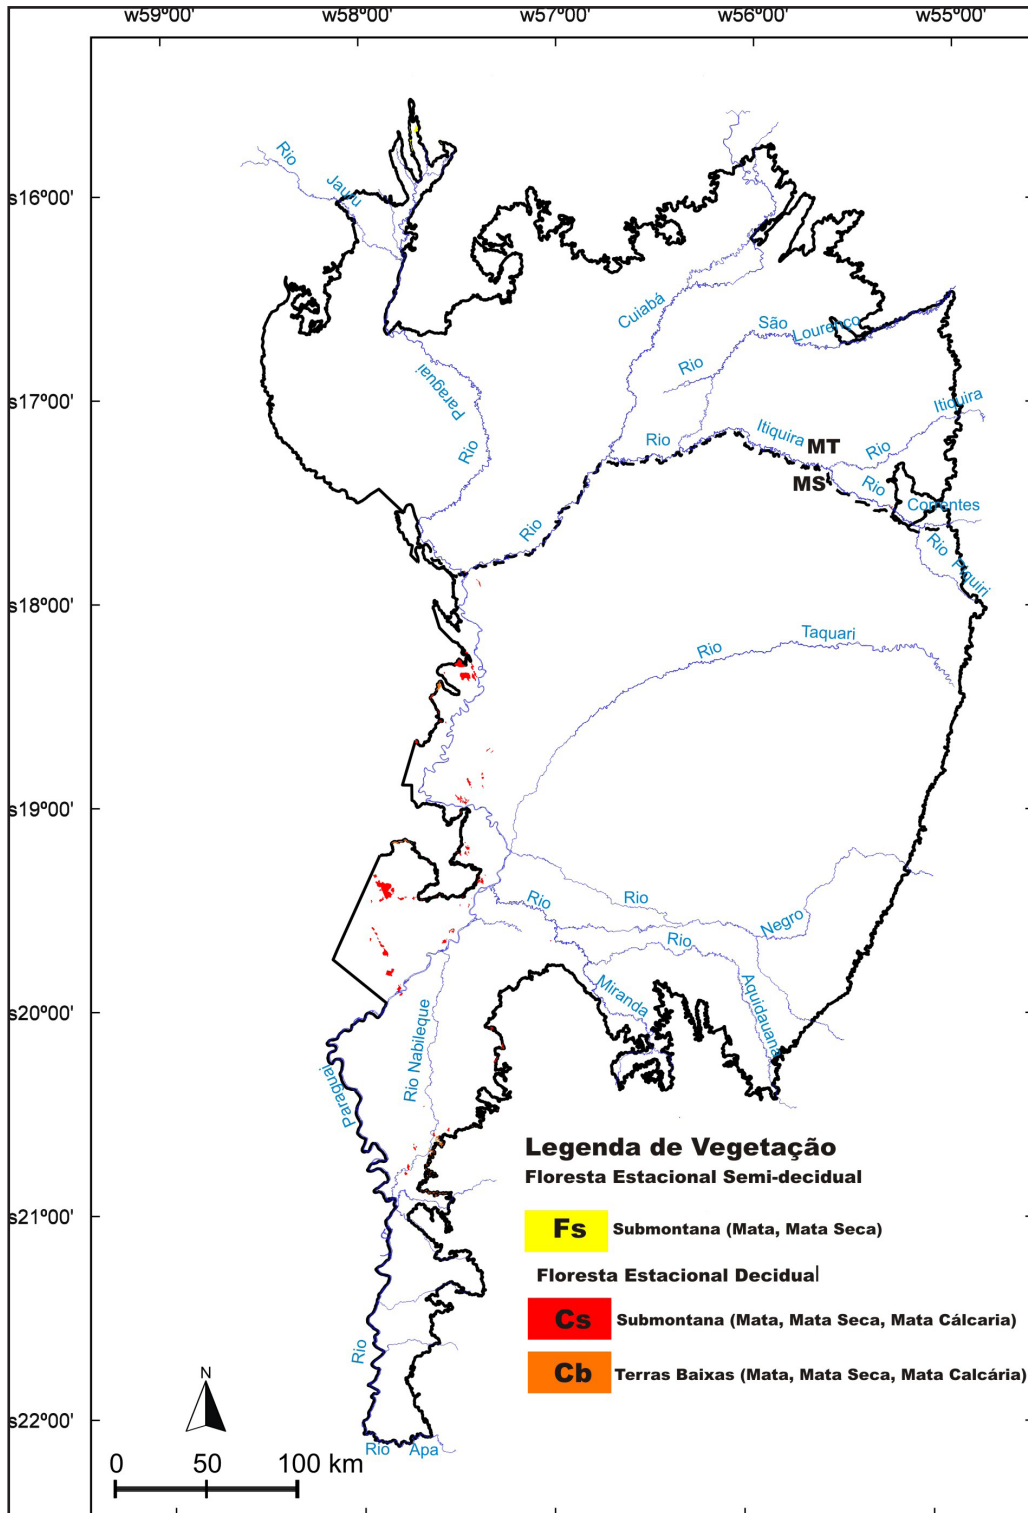 w59º00' w58º00' w57º00' w56º00' w55º00'
s16º00'
s17º00'
s18º00'
s19º00'
s20º00'
s21º00'
s22º00'
Rio
Jauru
Cuiabá
São
Lourenço
Rio
Paraguai
Rio
Itiquira
Rio
Itiquira
Rio
MT
MS
Rio
Correntes
Rio
Rio
Piquiri
Rio
Taquari
Rio
Rio
Negro
Rio
Miranda
Aquidauana
Rio Nabileque
Paraguai
Rio
Rio Apa
Legenda de Vegetação
Floresta Estacional Semi-decidual
Fs Submontana (Mata, Mata Seca)
Floresta Estacional Decidual
Cs Submontana (Mata, Mata Seca, Mata Cálcaria)
Cb Terras Baixas (Mata, Mata Seca, Mata Calcária)
N
0 50 100 km